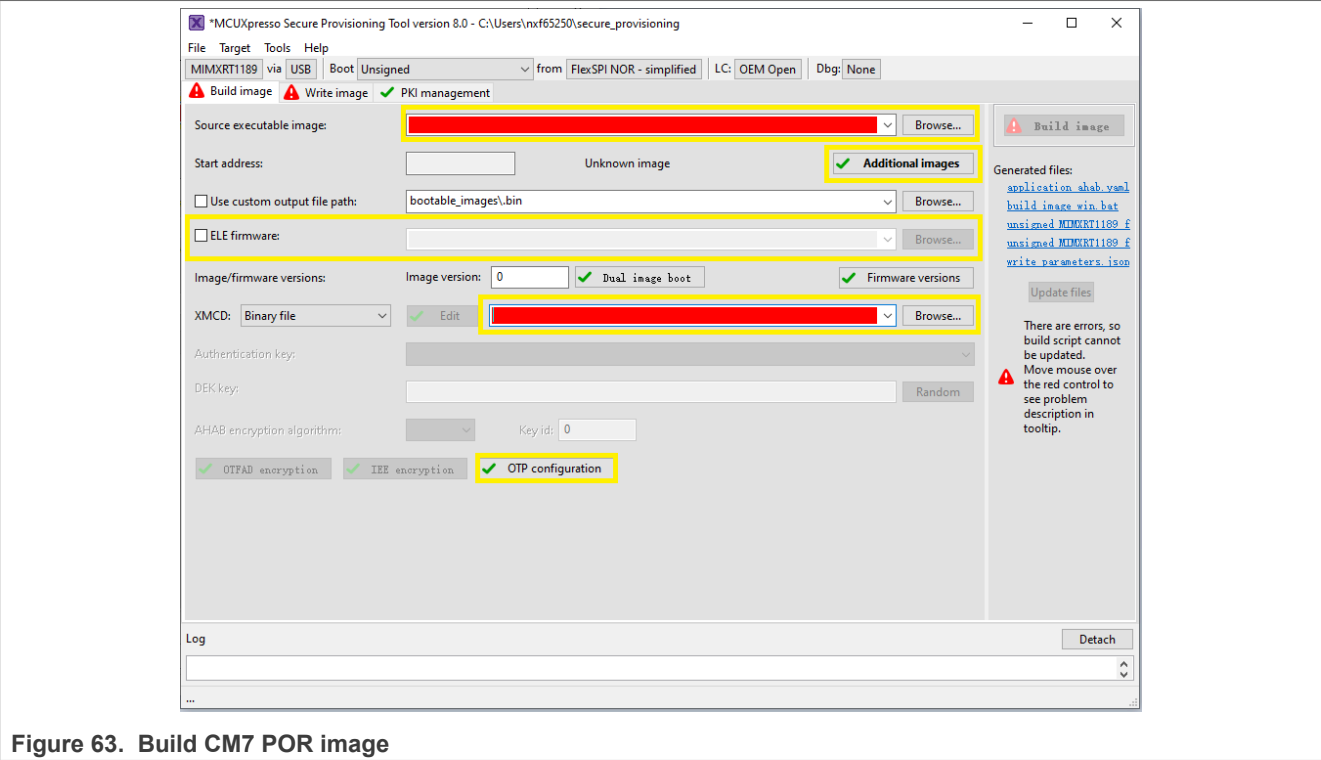 *MCUXpresso Secure Provisioning Tool version 8.0 - C:\Users\nxf65250\secure_provisioning
File Target Tools Help
MIMXRT1189 via USB Boot Unsigned from FlexSPI NOR - simplified LC: OEM Open Dbg: None
Build image Write image PKI management
Source executable image: Browse... Build image
Start address: Unknown image Additional images
Generated files:
application_ahab.yaml
Use custom output file path: bootable_images\.bin Browse...
build_image_win.bat
unsigned_MIMXRT1189_f
ELE firmware: Browse...
unsigned_MIMXRT1189_f
write_parameters.json
Image/firmware versions: Image version: 0 Dual image boot Firmware versions
Update files
XMCD: Binary file Edit Browse...
There are errors, so
build script cannot
be updated.
Move mouse over
the red control to
see problem
description in
tooltip.
Authentication key:
DEK key: Random
AHAB encryption algorithm: Key id: 0
OTFAD encryption IEE encryption OTP configuration
Log Detach
...
Figure 63. Build CM7 POR image